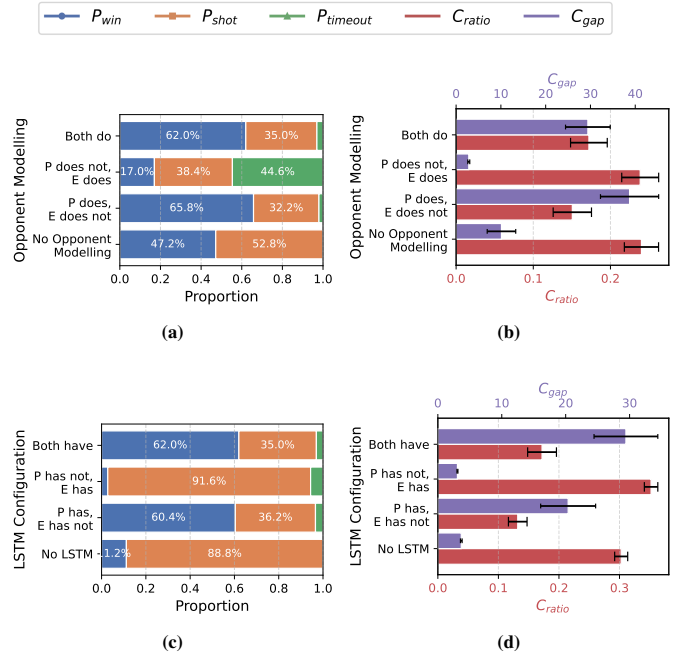 P_win P_shot P_timeout C_ratio C_gap
Opponent Modelling
Both do
P does not,
E does
P does,
E does not
No Opponent
Modelling
62.0% 35.0%
17.0% 38.4% 44.6%
65.8% 32.2%
47.2% 52.8%
0.0 0.2 0.4 0.6 0.8 1.0
Proportion
(a)
C_gap
0 10 20 30 40
Opponent Modelling
Both do
P does not,
E does
P does,
E does not
No Opponent
Modelling
0.0 0.1 0.2
C_ratio
(b)
LSTM Configuration
Both have
P has not,
E has
P has,
E has not
No LSTM
62.0% 35.0%
91.6%
60.4% 36.2%
11.2% 88.8%
0.0 0.2 0.4 0.6 0.8 1.0
Proportion
(c)
C_gap
0 10 20 30
LSTM Configuration
Both have
P has not,
E has
P has,
E has not
No LSTM
0.0 0.1 0.2 0.3
C_ratio
(d)